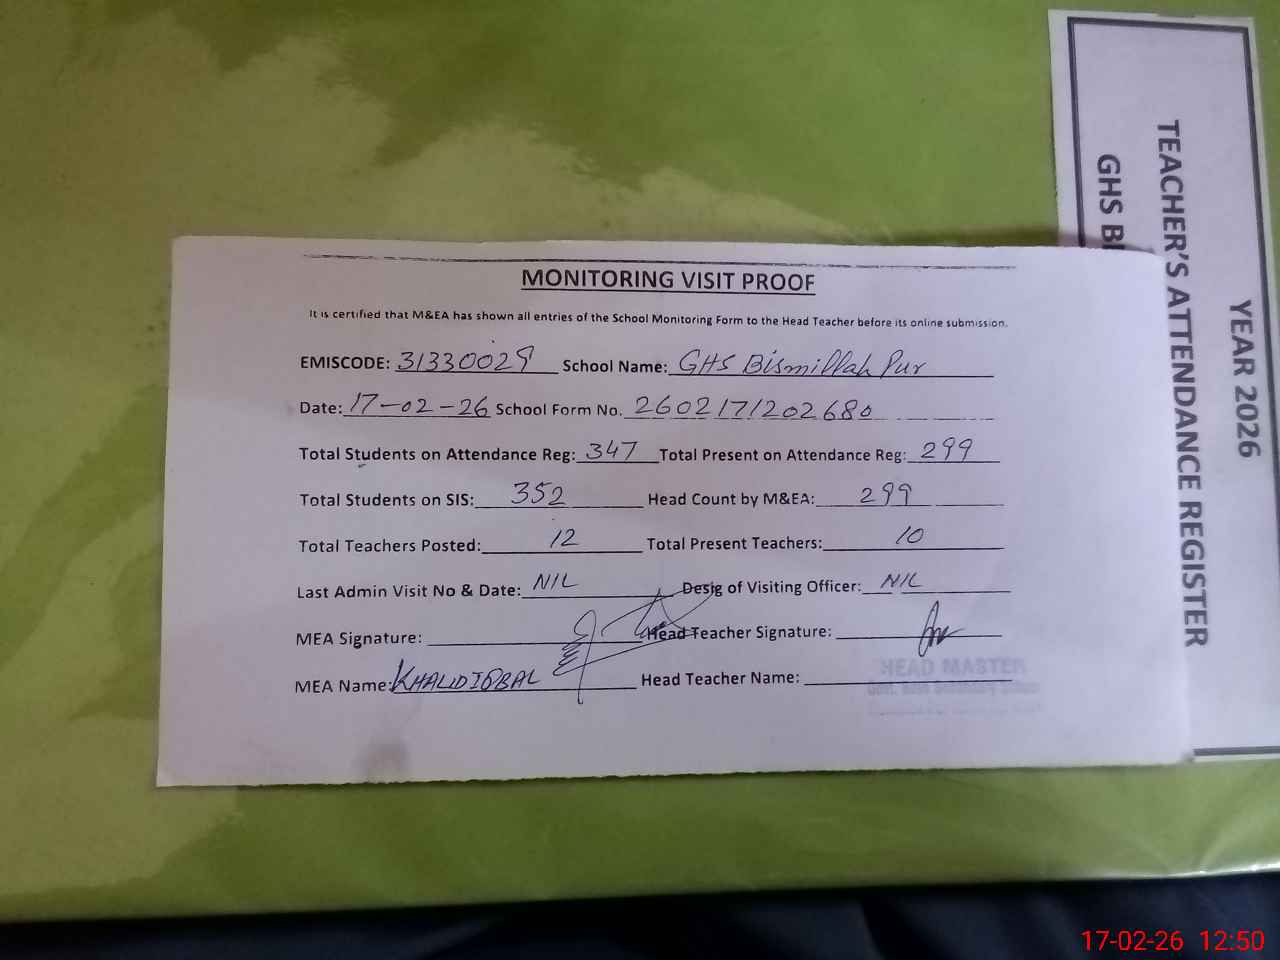 MONITORING VISIT PROOF
It is certified that M&EA has shown all entries of the School Monitoring Form to the Head Teacher before its online submission.
EMISCODE: 31330029 School Name: GHS Bismillah Pur
Date: 17-02-26 School Form No. 2602171202680
Total Students on Attendance Reg: 347 Total Present on Attendance Reg: 299
Total Students on SIS: 352 Head Count by M&EA: 299
Total Teachers Posted: 12 Total Present Teachers: 10
Last Admin Visit No & Date: NIL Desig of Visiting Officer: NIL
MEA Signature: Head Teacher Signature:
MEA Name: KHALID IQBAL Head Teacher Name:
HEAD MASTER
YEAR 2026
TEACHER'S ATTENDANCE REGISTER
GHS BI
17-02-26 12:50